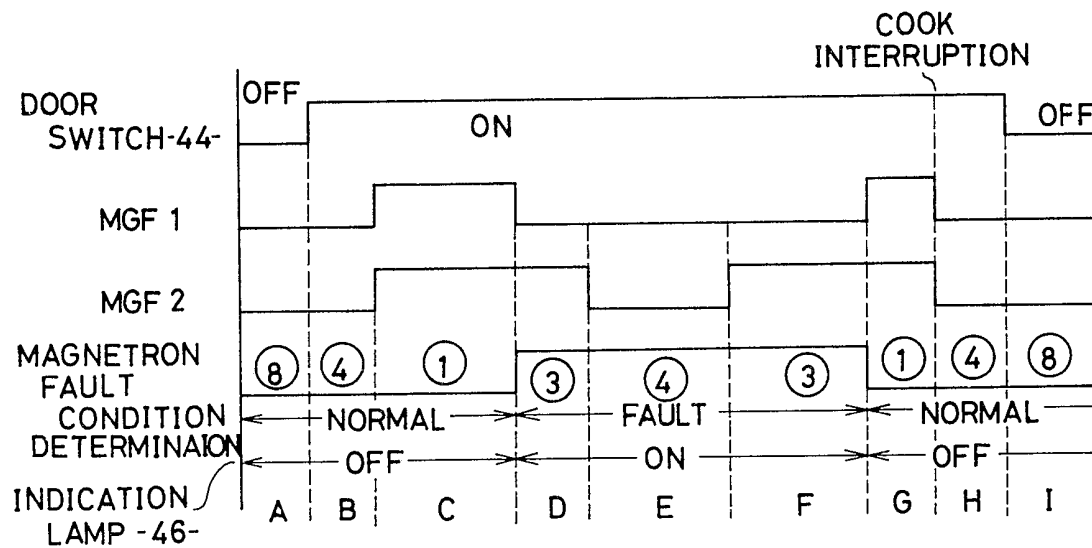 COOK
INTERRUPTION
OFF
DOOR
SWITCH-44-
ON
OFF
MGF 1
MGF 2
MAGNETRON
FAULT
CONDITION
DETERMINAION
8 4 1 3 4 3 1 4 8
NORMAL FAULT NORMAL
OFF ON OFF
INDICATION
LAMP -46-
A B C D E F G H I